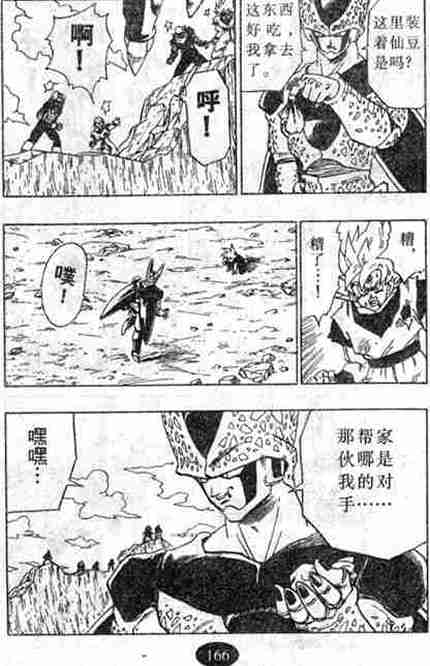 这里装
着仙豆
是吗？
这东西
好吃，
我拿去
了。
呼！
啊！
糟，
糟……！
噗！
那帮家
伙哪是
我的对
手……
嘿嘿…
166